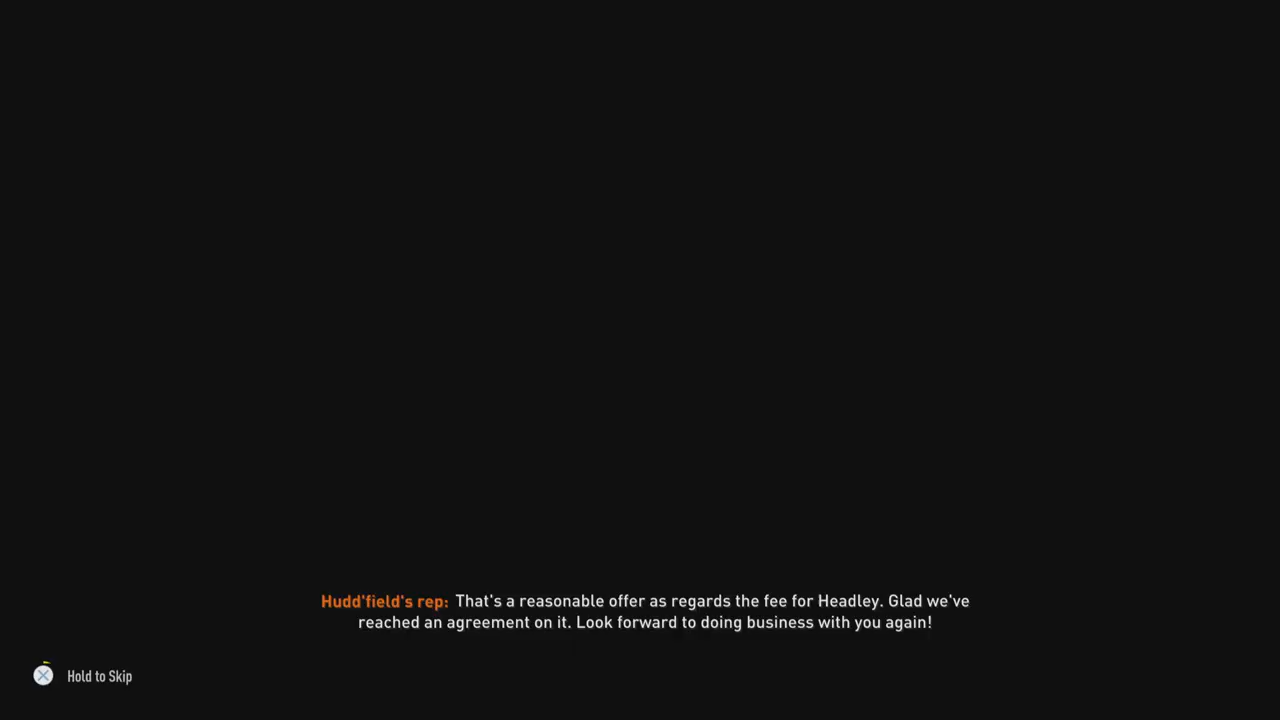 Hudd'field's rep: That's a reasonable offer as regards the fee for Headley. Glad we've
reached an agreement on it. Look forward to doing business with you again!
Hold to Skip